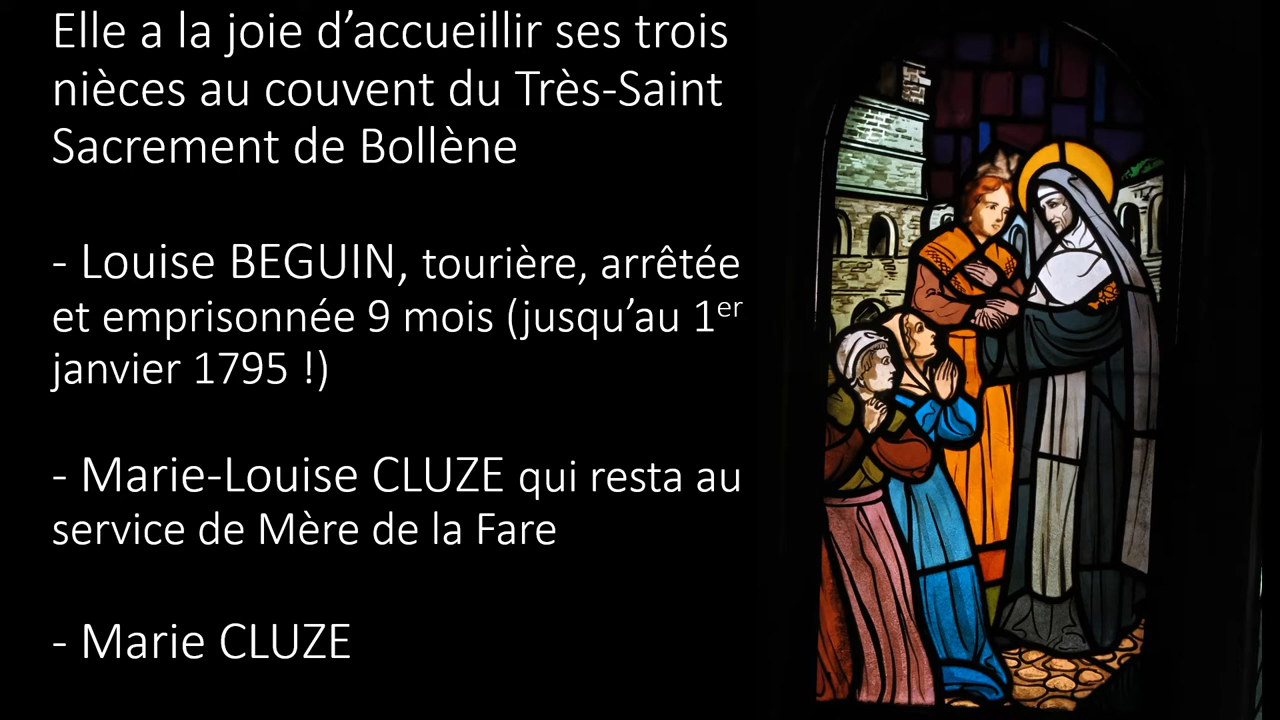 Elle a la joie d’accueillir ses trois
nièces au couvent du Très-Saint
Sacrement de Bollène
- Louise BEGUIN, tourière, arrêtée
et emprisonnée 9 mois (jusqu’au 1er
janvier 1795 !)
- Marie-Louise CLUZE qui resta au
service de Mère de la Fare
- Marie CLUZE